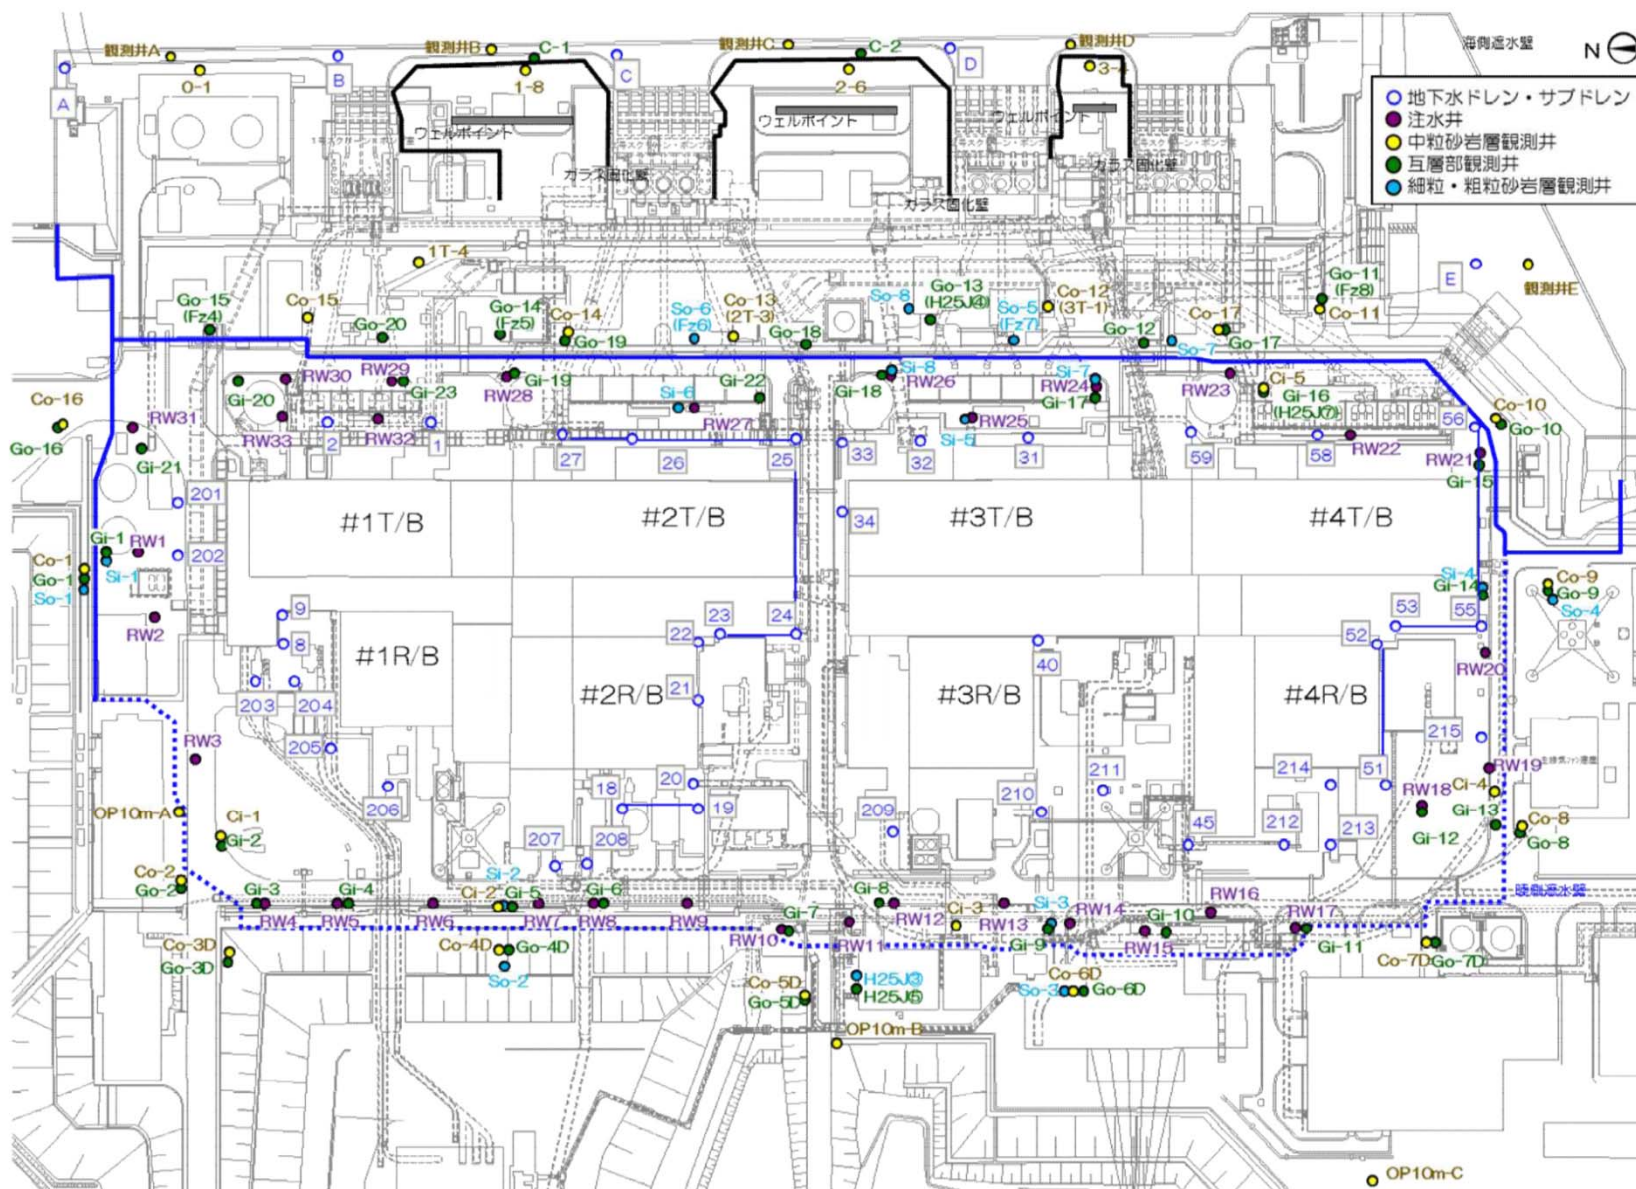 海側遮水壁
N
地下水ドレン・サブドレン
注水井
中粒砂岩層観測井
互層部観測井
細粒・粗粒砂岩層観測井
観測井A
観測井B
C-1
観測井C
C-2
観測井D
A
0-1
B
1-8
C
2-6
D
3-4
ウェルポイント
ウェルポイント
ウェルポイント
ガラス固化壁
ガラス固化壁
ガラス固化壁
1T-4
E
観測井E
Go-15
(Fz4)
Co-15
Go-20
Go-14
(Fz5)
Co-14
Go-19
So-6
(Fz6)
Co-13
(2T-3)
Go-18
So-8
Go-13
(H25J④)
So-5
(Fz7)
Co-12
(3T-1)
Go-12
So-7
Co-17
Go-17
Go-11
(Fz8)
Co-11
Gi-20
RW30
RW29
Gi-23
RW28
Gi-19
Si-6
RW27
Gi-22
Gi-18
Si-8
RW26
Si-5
RW25
Si-7
RW24
Gi-17
RW23
Ci-5
Gi-16
(H25J⑦)
RW22
56
Co-10
Go-10
Co-16
Go-16
RW31
Gi-21
RW33
2
RW32
1
27
26
25
33
32
31
59
58
RW21
Gi-15
201
202
#1T/B
#2T/B
34
#3T/B
#4T/B
Co-1
Go-1
So-1
Gi-1
Si-1
RW1
RW2
Si-4
Gi-14
Co-9
Go-9
So-4
9
8
#1R/B
22
23
24
40
52
53
55
RW20
203
204
205
#2R/B
21
#3R/B
#4R/B
215
RW3
206
18
20
19
209
210
211
214
51
RW19
RW18
Ci-4
Gi-13
Gi-12
OP10m-A
Ci-1
Gi-2
207
208
45
212
213
Co-8
Go-8
Co-2
Go-2
Gi-3
RW4
RW5
Gi-4
RW6
Ci-2
Si-2
Gi-5
RW7
RW8
Gi-6
RW9
RW10
Gi-7
RW11
Gi-8
RW12
Ci-3
RW13
Si-3
Gi-9
RW14
RW15
Gi-10
RW16
RW17
Gi-11
陸側遮水壁
Co-3D
Go-3D
Co-4D
Go-4D
So-2
Co-5D
Go-5D
H25J③
H25J⑤
Co-6D
So-3
Go-6D
Co-7D
Go-7D
OP10m-B
OP10m-C